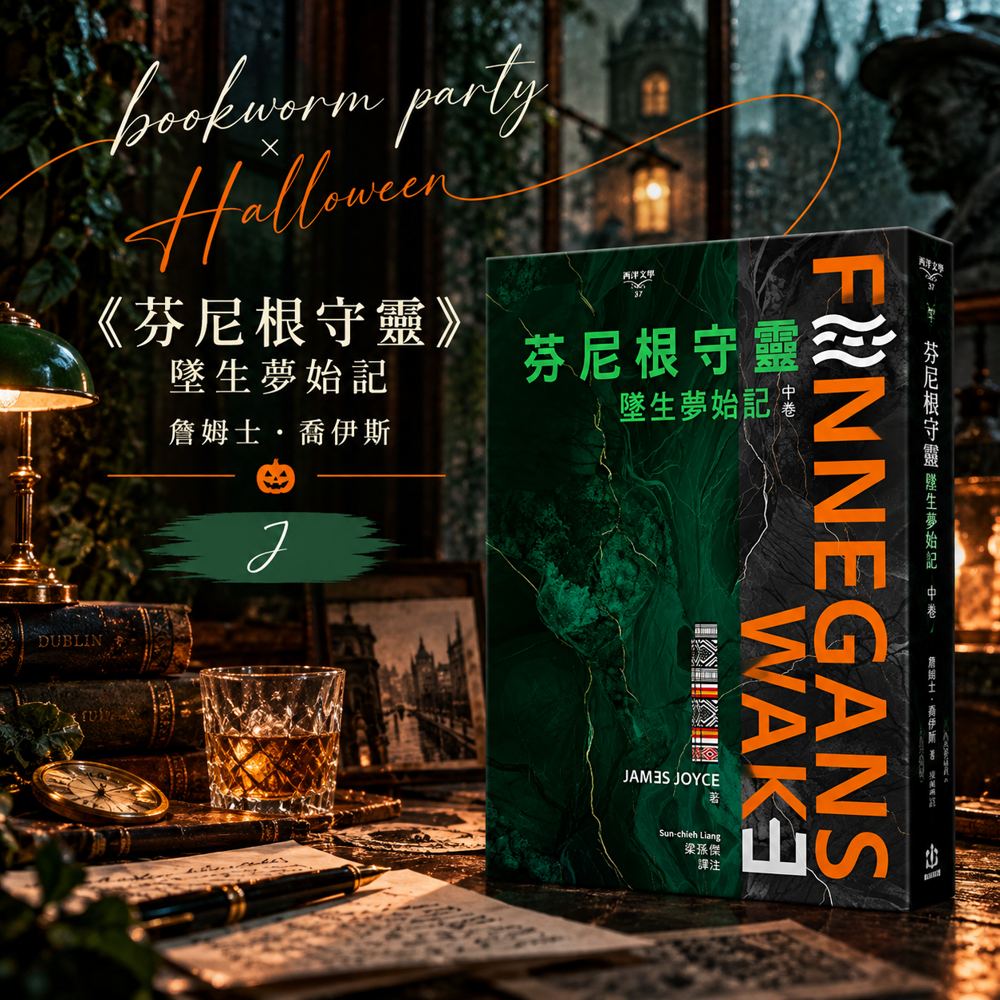 bookworm party
×
Halloween
《芬尼根守靈》
墜生夢始記
詹姆士・喬伊斯
J
DUBLIN
西洋文學
37
芬尼根守靈
墜生夢始記
中卷
FINNEGANS
WAKƎ
JAMƎS JOYCE
著
Sun-chieh Liang
梁孫傑
譯注
西洋文學
37
芬尼根守靈
墜生夢始記
中卷
詹姆士・喬伊斯 著